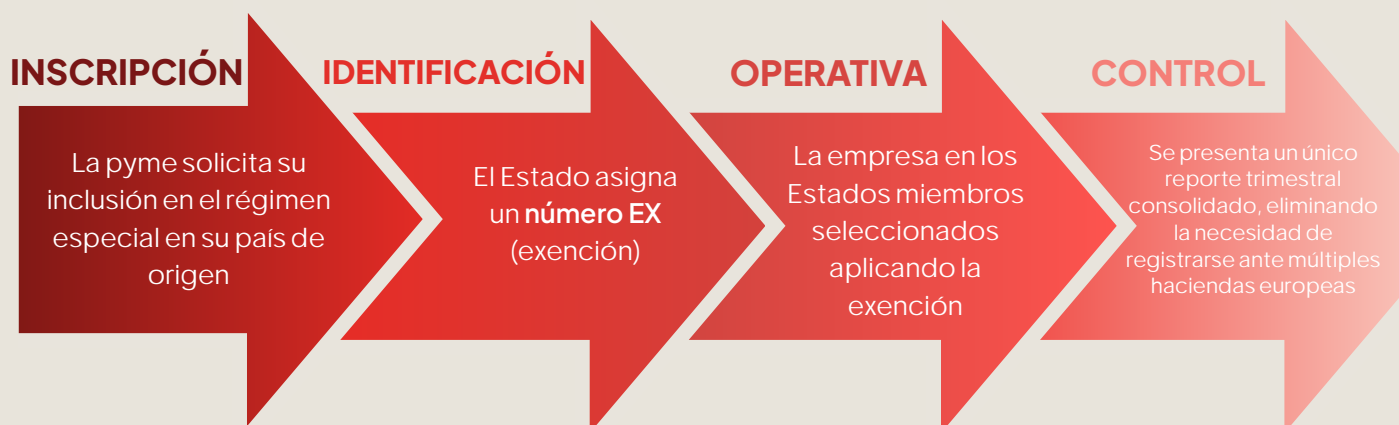 INSCRIPCIÓN
La pyme solicita su
inclusión en el régimen
especial en su país de
origen
IDENTIFICACIÓN
El Estado asigna
un número EX
(exención)
OPERATIVA
La empresa en los
Estados miembros
seleccionados
aplicando la
exención
CONTROL
Se presenta un único
reporte trimestral
consolidado, eliminando
la necesidad de
registrarse ante múltiples
haciendas europeas